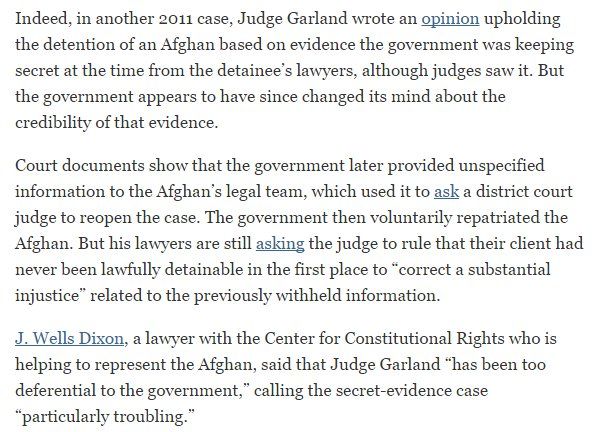 Indeed, in another 2011 case, Judge Garland wrote an opinion upholding
the detention of an Afghan based on evidence the government was keeping
secret at the time from the detainee’s lawyers, although judges saw it. But
the government appears to have since changed its mind about the
credibility of that evidence.
Court documents show that the government later provided unspecified
information to the Afghan’s legal team, which used it to ask a district court
judge to reopen the case. The government then voluntarily repatriated the
Afghan. But his lawyers are still asking the judge to rule that their client had
never been lawfully detainable in the first place to “correct a substantial
injustice” related to the previously withheld information.
J. Wells Dixon, a lawyer with the Center for Constitutional Rights who is
helping to represent the Afghan, said that Judge Garland “has been too
deferential to the government,” calling the secret-evidence case
“particularly troubling.”